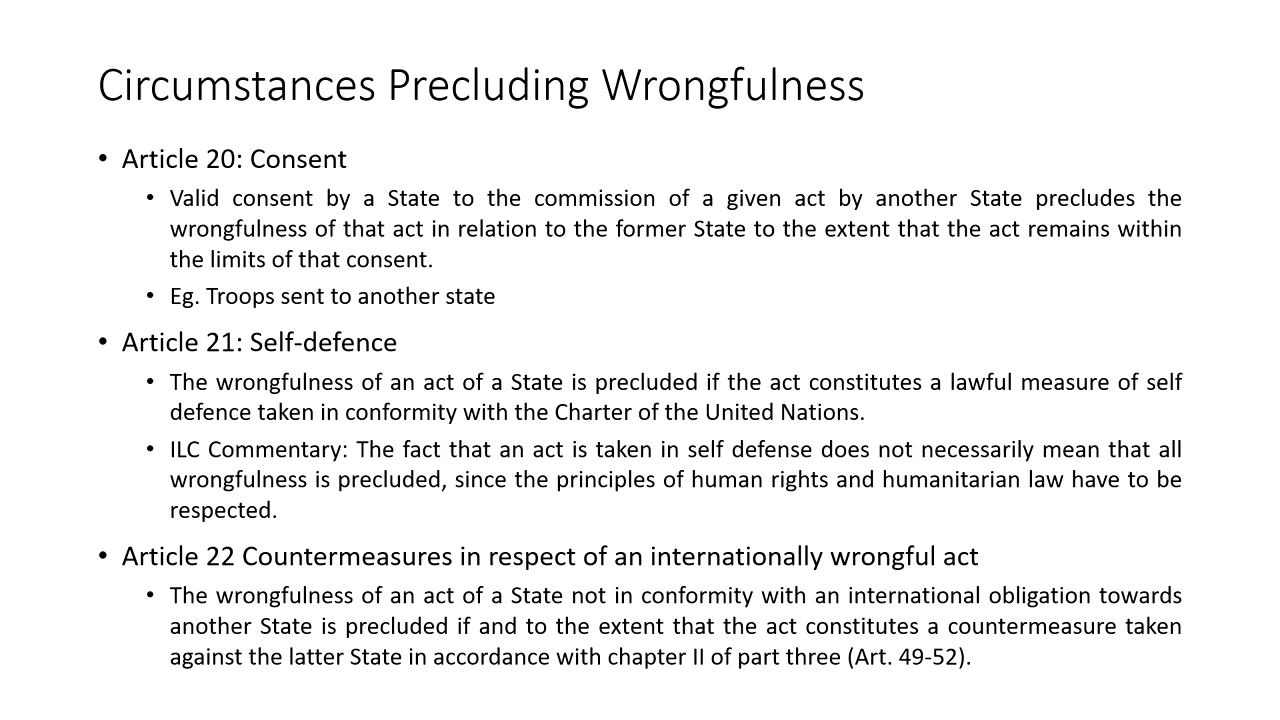 Circumstances Precluding Wrongfulness
• Article 20: Consent
• Valid consent by a State to the commission of a given act by another State precludes the
wrongfulness of that act in relation to the former State to the extent that the act remains within
the limits of that consent.
• Eg. Troops sent to another state
• Article 21: Self-defence
• The wrongfulness of an act of a State is precluded if the act constitutes a lawful measure of self
defence taken in conformity with the Charter of the United Nations.
• ILC Commentary: The fact that an act is taken in self defense does not necessarily mean that all
wrongfulness is precluded, since the principles of human rights and humanitarian law have to be
respected.
• Article 22 Countermeasures in respect of an internationally wrongful act
• The wrongfulness of an act of a State not in conformity with an international obligation towards
another State is precluded if and to the extent that the act constitutes a countermeasure taken
against the latter State in accordance with chapter II of part three (Art. 49-52).